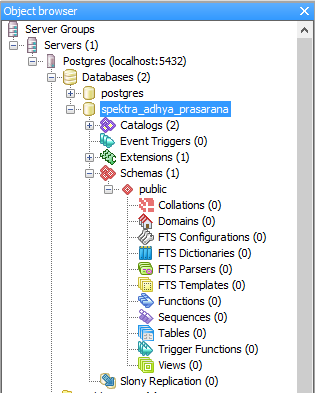 Object browser
Server Groups
Servers (1)
Postgres (localhost:5432)
Databases (2)
postgres
spektra_adhya_prasarana
Catalogs (2)
Event Triggers (0)
Extensions (1)
Schemas (1)
public
Collations (0)
Domains (0)
FTS Configurations (0)
FTS Dictionaries (0)
FTS Parsers (0)
FTS Templates (0)
Functions (0)
Sequences (0)
Tables (0)
Trigger Functions (0)
Views (0)
Slony Replication (0)